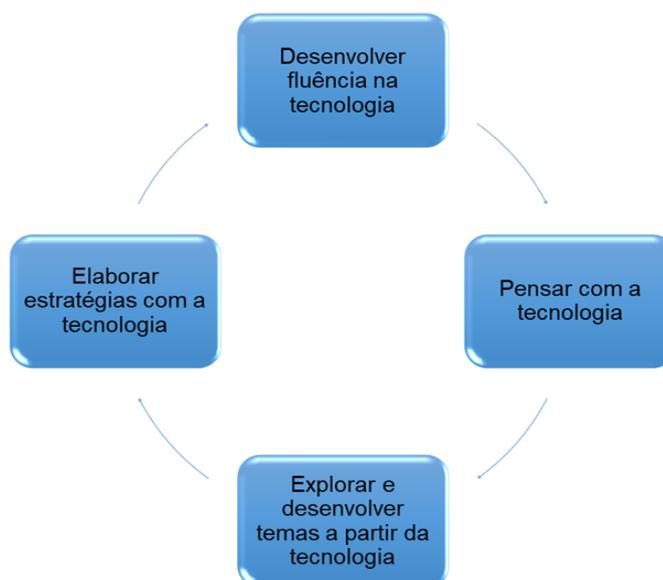 Desenvolver
fluência na
tecnologia
Pensar com a
tecnologia
Explorar e
desenvolver
temas a partir da
tecnologia
Elaborar
estratégias com a
tecnologia